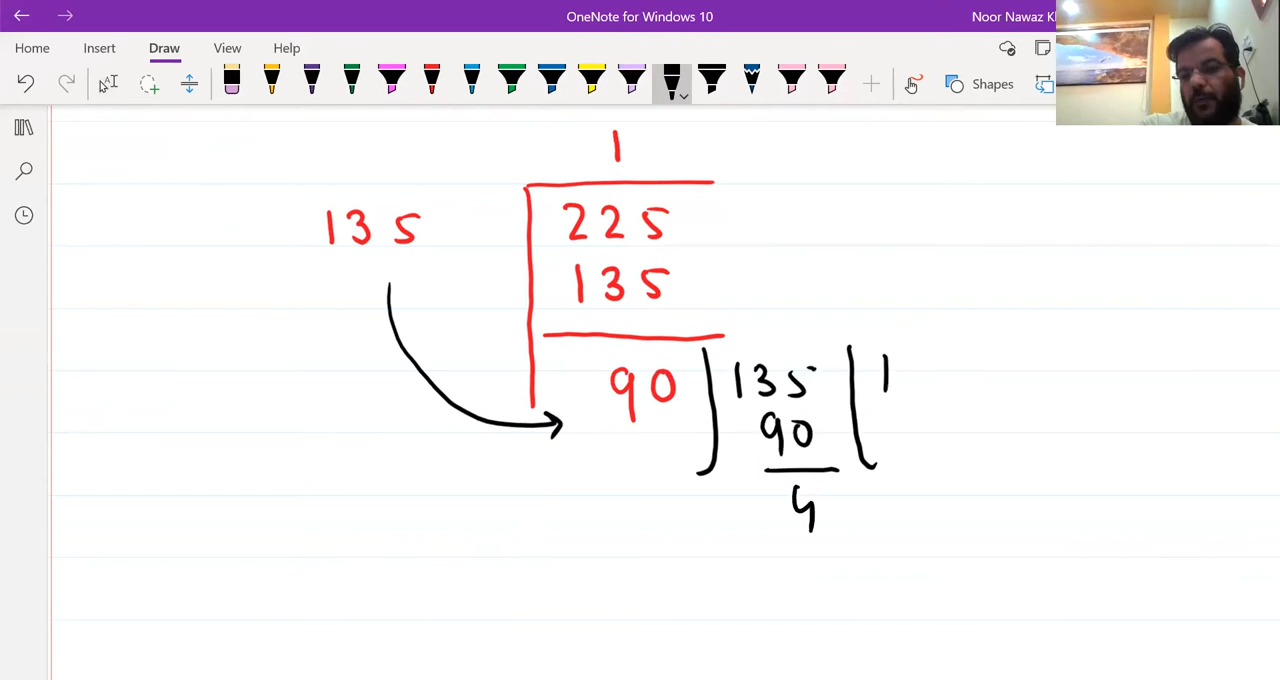 OneNote for Windows 10
Noor Nawaz Kh
Home Insert Draw View Help
Shapes
1
135 225
135
90 135 1
90
4